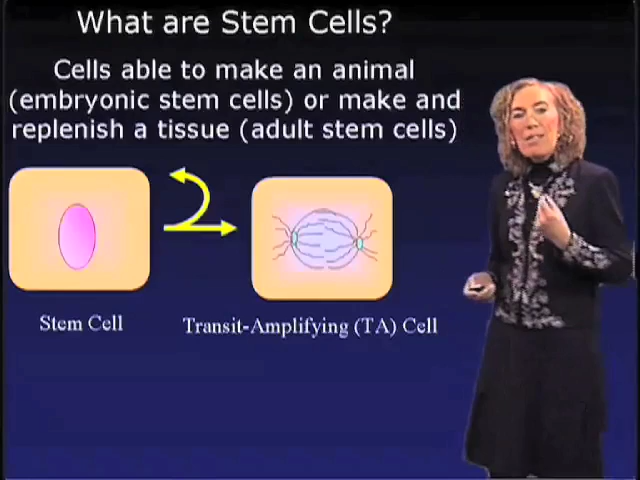 What are Stem Cells?
Cells able to make an animal
(embryonic stem cells) or make and
replenish a tissue (adult stem cells)
Stem Cell
Transit-Amplifying (TA) Cell